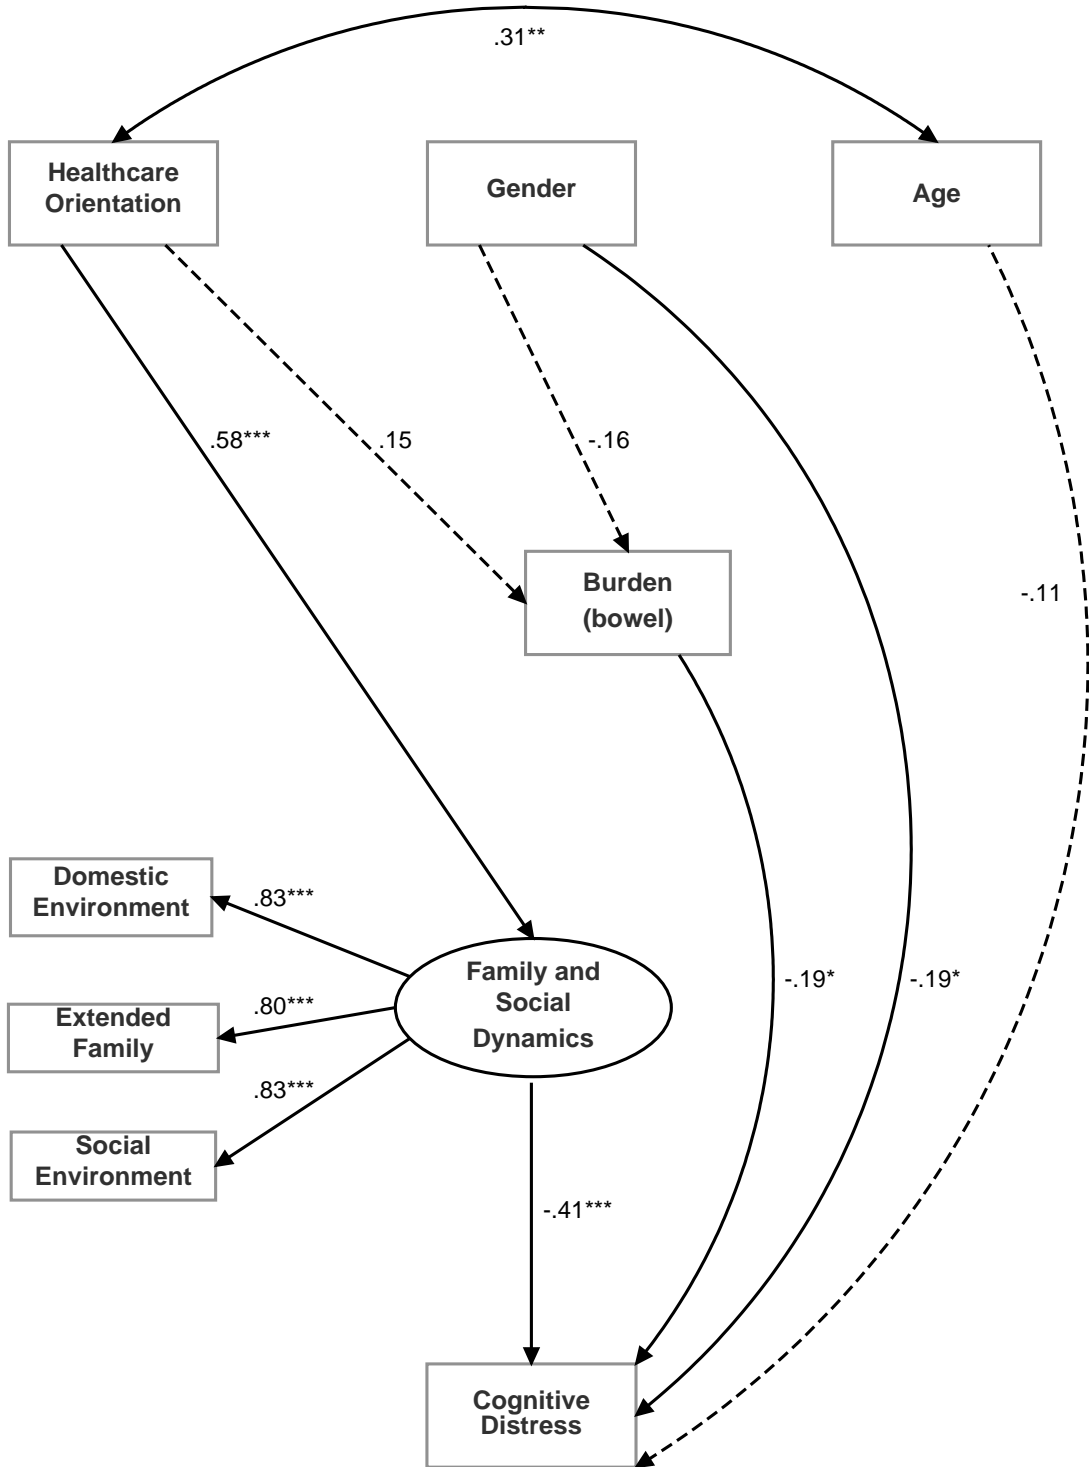 .31**
Healthcare
Orientation
Gender
Age
.58***
.15
-.16
Burden
(bowel)
-.11
Domestic
Environment
.83***
Family and
Social
Dynamics
-.19*
-.19*
Extended
Family
.80***
.83***
Social
Environment
-.41***
Cognitive
Distress